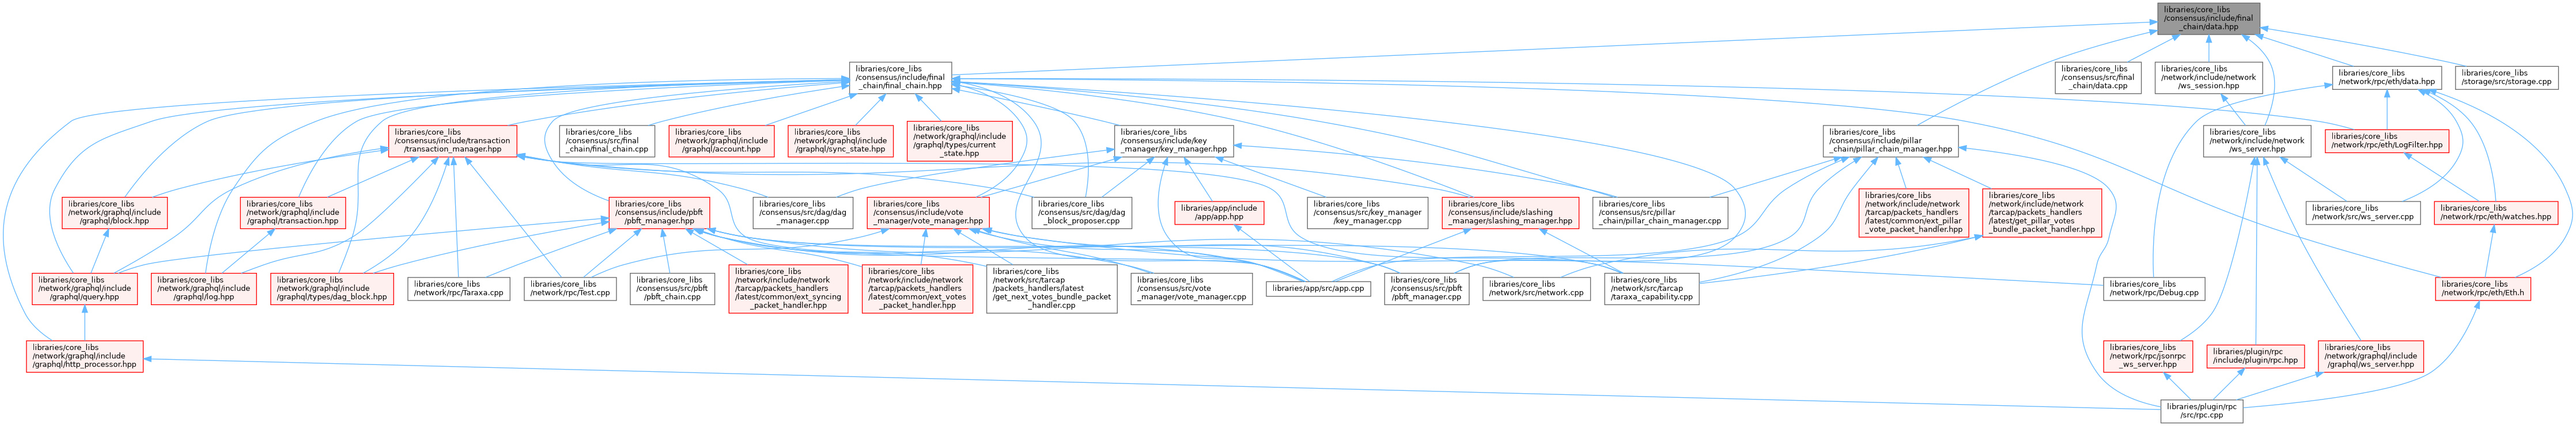 libraries/core_libs
/consensus/include/final
_chain/data.hpp
libraries/core_libs
/consensus/include/final
_chain/final_chain.hpp
libraries/core_libs
/consensus/src/final
_chain/data.cpp
libraries/core_libs
/network/include/network
/ws_session.hpp
libraries/core_libs
/network/rpc/eth/data.hpp
libraries/core_libs
/storage/src/storage.cpp
libraries/core_libs
/consensus/include/transaction
/transaction_manager.hpp
libraries/core_libs
/consensus/src/final
_chain/final_chain.cpp
libraries/core_libs
/network/graphql/include
/graphql/account.hpp
libraries/core_libs
/network/graphql/include
/graphql/sync_state.hpp
libraries/core_libs
/network/graphql/include
/graphql/types/current
_state.hpp
libraries/core_libs
/consensus/include/key
_manager/key_manager.hpp
libraries/core_libs
/consensus/include/pillar
_chain/pillar_chain_manager.hpp
libraries/core_libs
/network/include/network
/ws_server.hpp
libraries/core_libs
/network/rpc/eth/LogFilter.hpp
libraries/core_libs
/network/graphql/include
/graphql/block.hpp
libraries/core_libs
/network/graphql/include
/graphql/transaction.hpp
libraries/core_libs
/consensus/include/pbft
/pbft_manager.hpp
libraries/core_libs
/consensus/src/dag/dag
_manager.cpp
libraries/core_libs
/consensus/include/vote
_manager/vote_manager.hpp
libraries/core_libs
/consensus/src/dag/dag
_block_proposer.cpp
libraries/app/include
/app/app.hpp
libraries/core_libs
/consensus/src/key_manager
/key_manager.cpp
libraries/core_libs
/consensus/include/slashing
_manager/slashing_manager.hpp
libraries/core_libs
/consensus/src/pillar
_chain/pillar_chain_manager.cpp
libraries/core_libs
/network/include/network
/tarcap/packets_handlers
/latest/common/ext_pillar
_vote_packet_handler.hpp
libraries/core_libs
/network/include/network
/tarcap/packets_handlers
/latest/get_pillar_votes
_bundle_packet_handler.hpp
libraries/core_libs
/network/src/ws_server.cpp
libraries/core_libs
/network/rpc/eth/watches.hpp
libraries/core_libs
/network/graphql/include
/graphql/query.hpp
libraries/core_libs
/network/graphql/include
/graphql/log.hpp
libraries/core_libs
/network/graphql/include
/graphql/types/dag_block.hpp
libraries/core_libs
/network/rpc/Taraxa.cpp
libraries/core_libs
/network/rpc/Test.cpp
libraries/core_libs
/consensus/src/pbft
/pbft_chain.cpp
libraries/core_libs
/network/include/network
/tarcap/packets_handlers
/latest/common/ext_syncing
_packet_handler.hpp
libraries/core_libs
/network/include/network
/tarcap/packets_handlers
/latest/common/ext_votes
_packet_handler.hpp
libraries/core_libs
/network/src/tarcap
/packets_handlers/latest
/get_next_votes_bundle_packet
_handler.cpp
libraries/core_libs
/consensus/src/vote
_manager/vote_manager.cpp
libraries/app/src/app.cpp
libraries/core_libs
/consensus/src/pbft
/pbft_manager.cpp
libraries/core_libs
/network/src/network.cpp
libraries/core_libs
/network/src/tarcap
/taraxa_capability.cpp
libraries/core_libs
/network/rpc/Debug.cpp
libraries/core_libs
/network/rpc/eth/Eth.h
libraries/core_libs
/network/graphql/include
/graphql/http_processor.hpp
libraries/core_libs
/network/rpc/jsonrpc
_ws_server.hpp
libraries/plugin/rpc
/include/plugin/rpc.hpp
libraries/core_libs
/network/graphql/include
/graphql/ws_server.hpp
libraries/plugin/rpc
/src/rpc.cpp